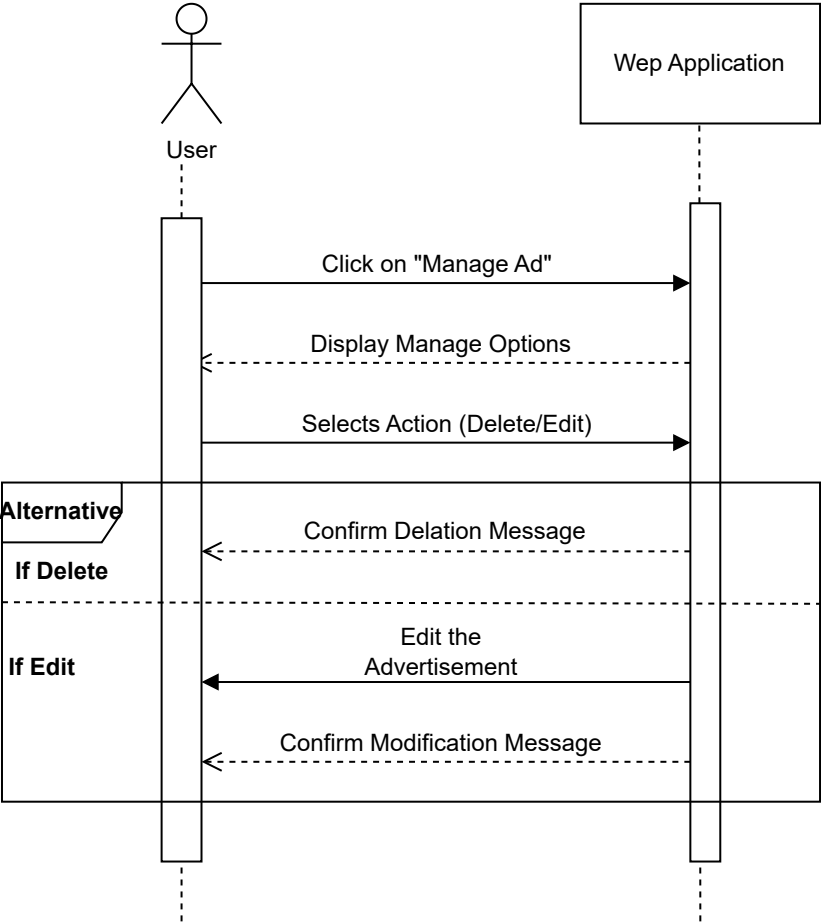 Wep Application
User
Click on "Manage Ad"
Display Manage Options
Selects Action (Delete/Edit)
Alternative
Confirm Delation Message
If Delete
Edit the
Advertisement
If Edit
Confirm Modification Message